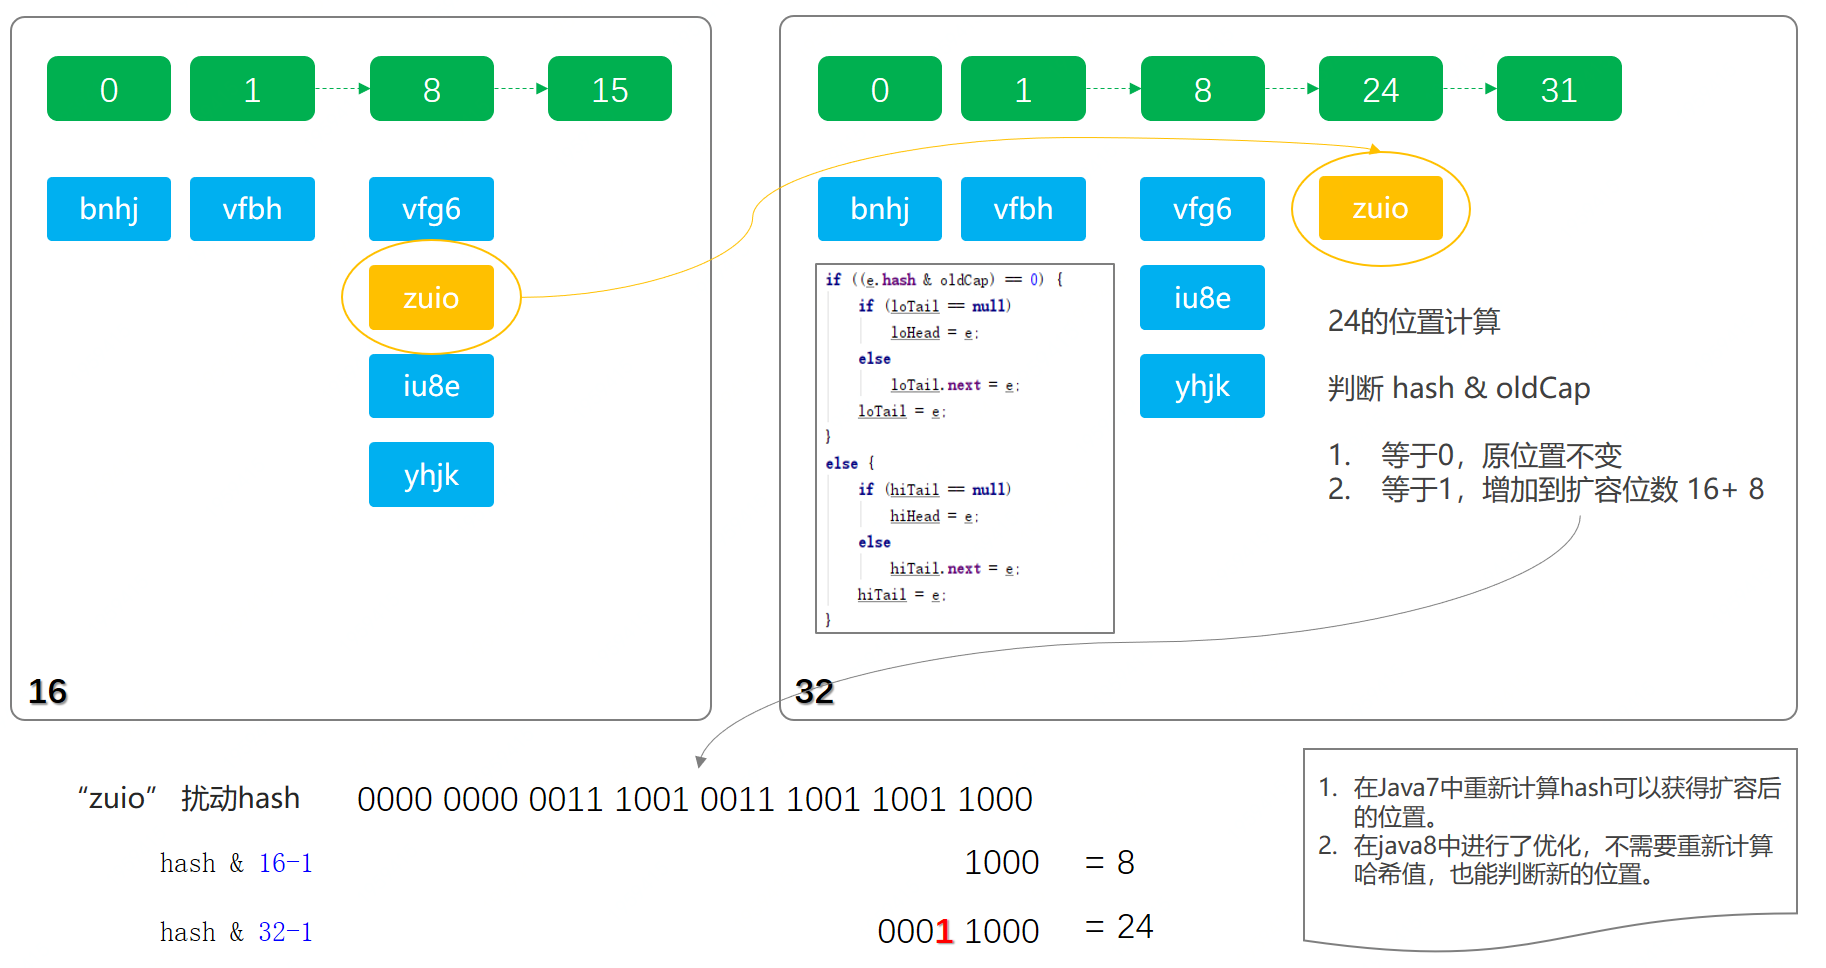 0 1 8 15
bnhj vfbh vfg6
zuio
iu8e
yhjk
16
0 1 8 24 31
bnhj vfbh vfg6 zuio
iu8e
yhjk
if ((e.hash & oldCap) == 0) {
if (loTail == null)
loHead = e;
else
loTail.next = e;
loTail = e;
}
else {
if (hiTail == null)
hiHead = e;
else
hiTail.next = e;
hiTail = e;
}
24的位置计算
判断 hash & oldCap
1. 等于0，原位置不变
2. 等于1，增加到扩容位数 16+ 8
32
“zuio” 扰动hash 0000 0000 0011 1001 0011 1001 1001 1000
hash & 16-1 1000 = 8
hash & 32-1 0001 1000 = 24
1. 在Java7中重新计算hash可以获得扩容后
的位置。
2. 在java8中进行了优化，不需要重新计算
哈希值，也能判断新的位置。